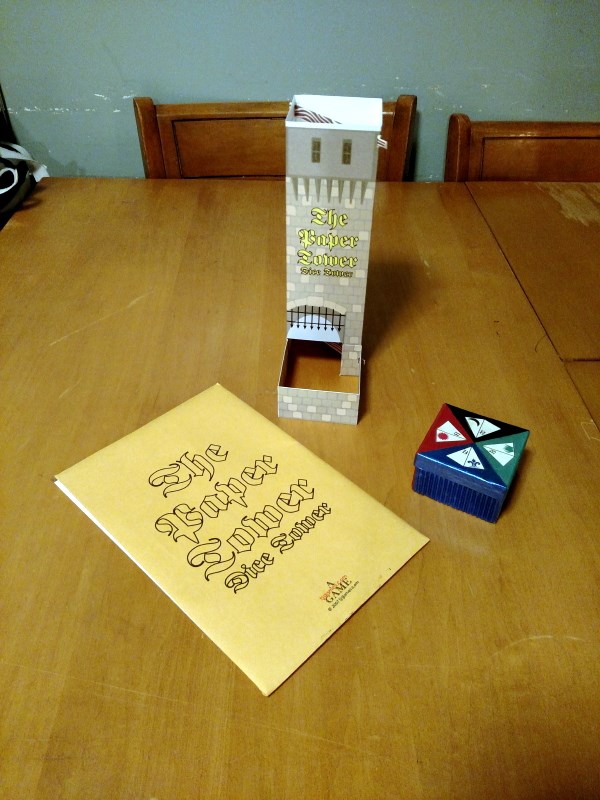 The
Paper
Tower
Dice Tower
The
Paper
Tower
Dice Tower
A
GAME